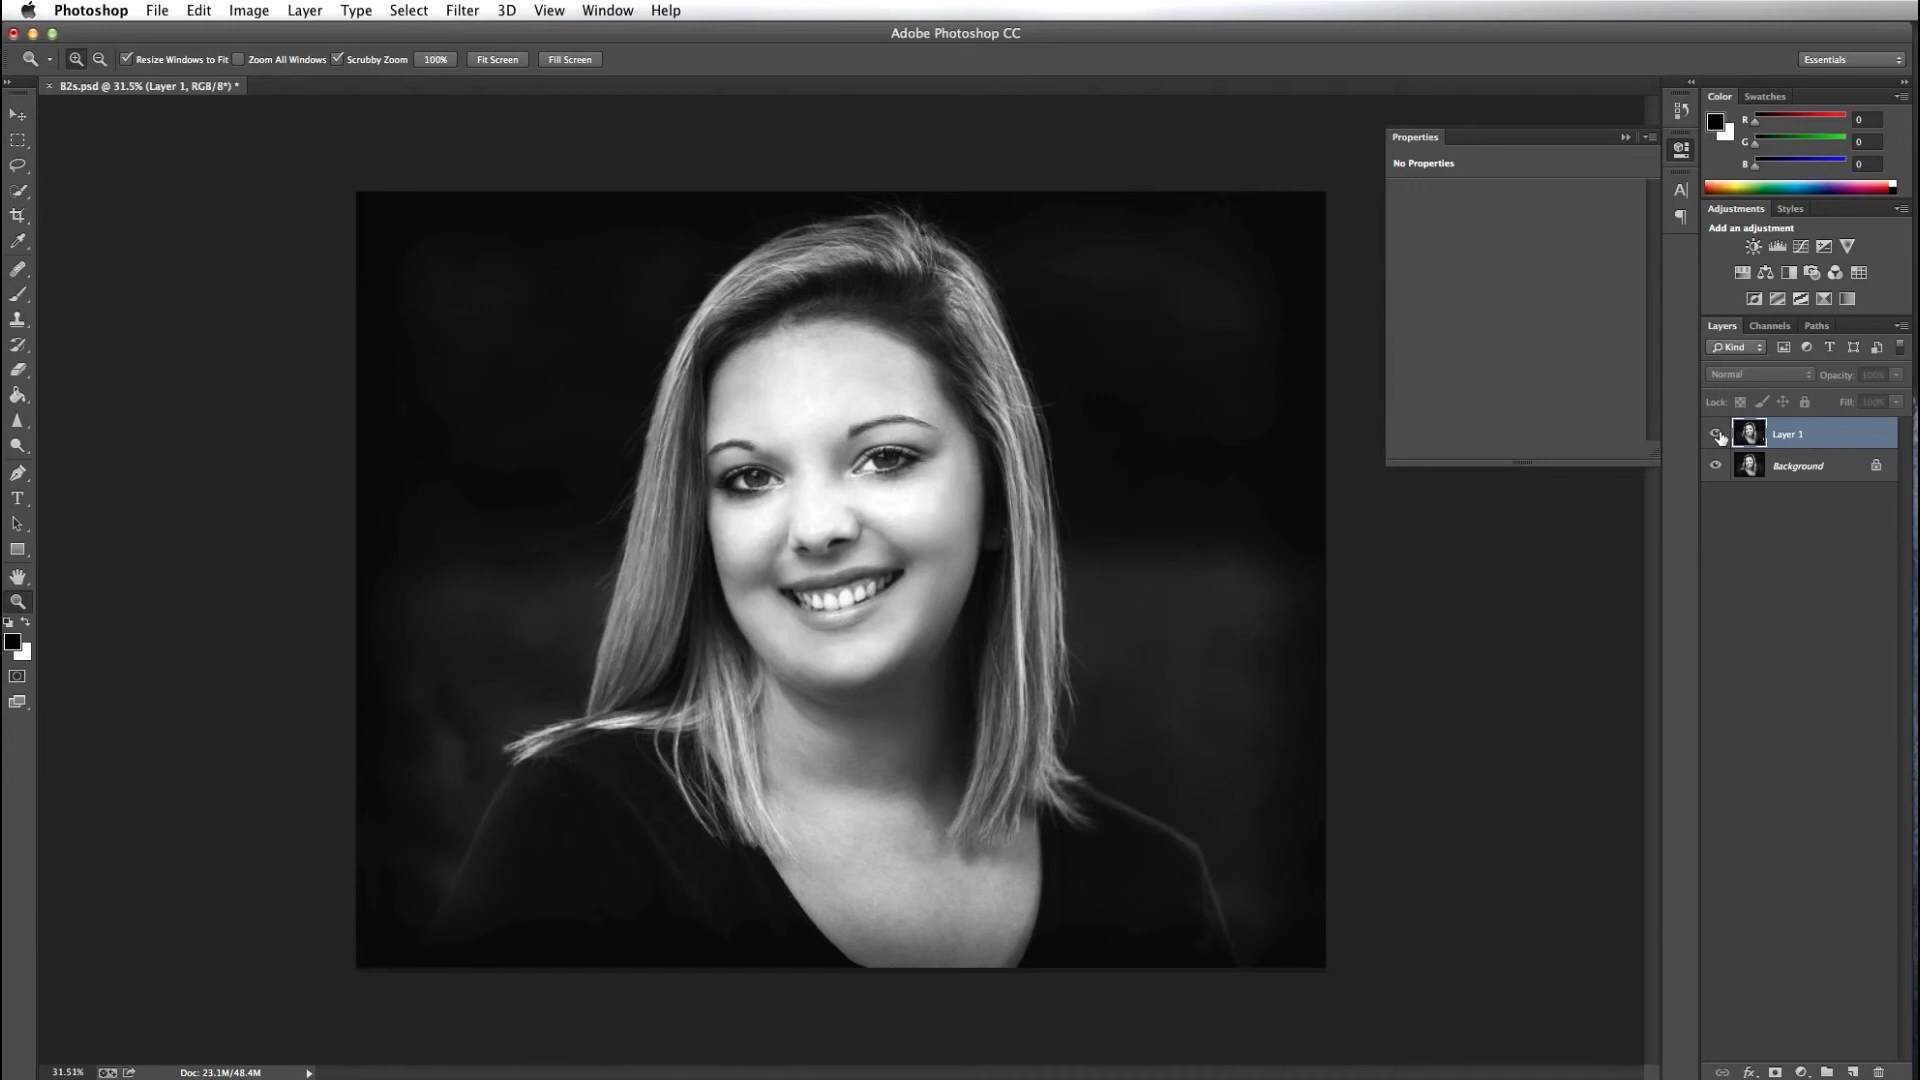 Photoshop File Edit Image Layer Type Select Filter 3D View Window Help
Adobe Photoshop CC
Resize Windows to Fit Zoom All Windows Scrubby Zoom 100% Fit Screen Fill Screen Essentials
× B2s.psd @ 31.5% (Layer 1, RGB/8*) *
Color Swatches
R 0
G 0
B 0
Properties
No Properties
Adjustments Styles
Add an adjustment
Layers Channels Paths
Kind
Normal Opacity: 100%
Lock: Fill: 100%
Layer 1
Background
31.51% Doc: 23.1M/48.4M